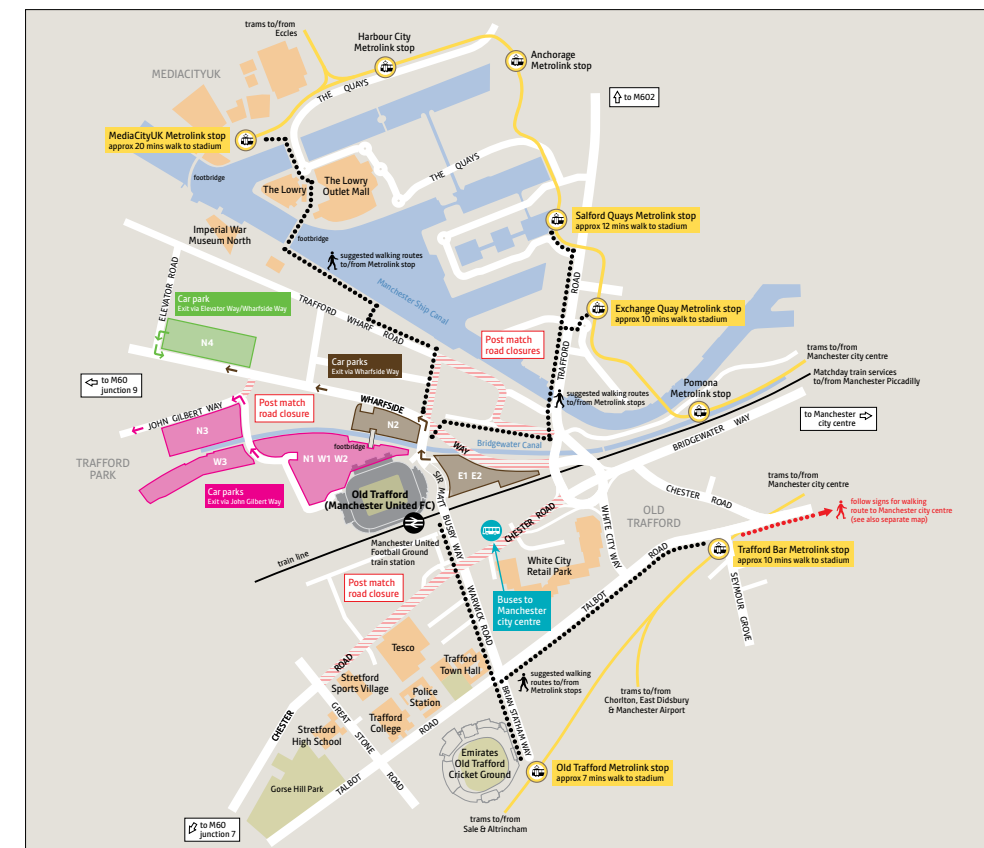 trams to/from
Eccles
Harbour City
Metrolink stop
Anchorage
Metrolink stop
MEDIACITYUK
THE QUAYS
to M602
MediaCityUK Metrolink stop
approx 20 mins walk to stadium
THE QUAYS
footbridge
The Lowry
The Lowry
Outlet Mall
Salford Quays Metrolink stop
approx 12 mins walk to stadium
Imperial War
Museum North
footbridge
suggested walking routes
to/from Metrolink stop
ELEVATOR ROAD
Manchester Ship Canal
ROAD
Car park
Exit via Elevator Way/Wharfside Way
TRAFFORD WHARF ROAD
Exchange Quay Metrolink stop
approx 10 mins walk to stadium
N4
Post match
road closures
TRAFFORD
trams to/from
Manchester city centre
Car parks
Exit via Wharfside Way
Matchday train services
to/from Manchester Piccadilly
to M60
junction 9
Pomona
Metrolink stop
suggested walking routes
to/from Metrolink stops
Post match
road closure
WHARFSIDE
JOHN GILBERT WAY
to Manchester
city centre
N3
N2
BRIDGEWATER WAY
footbridge
WAY
Bridgewater Canal
TRAFFORD
PARK
W3
N1 W1 W2
E1 E2
trams to/from
Manchester city centre
Car parks
Exit via John Gilbert Way
Old Trafford
(Manchester United FC)
SIR MATT BUSBY WAY
CHESTER ROAD
CHESTER ROAD
follow signs for walking
route to Manchester city centre
(see also separate map)
OLD
TRAFFORD
WHITE CITY WAY
Manchester United
Football Ground
train station
train line
White City
Retail Park
ROAD
Trafford Bar Metrolink stop
approx 10 mins walk to stadium
Post match
road closure
Buses to
Manchester
city centre
WARWICK ROAD
TALBOT
SEYMOUR GROVE
Tesco
Trafford
Town Hall
ROAD
Stretford
Sports Village
Police
Station
suggested walking
routes to/from
Metrolink stops
trams to/from
Chorlton, East Didsbury
& Manchester Airport
BRIAN STATHAM WAY
CHESTER
GREAT STONE ROAD
Trafford
College
ROAD
Stretford
High School
Emirates
Old Trafford
Cricket Ground
Old Trafford Metrolink stop
approx 7 mins walk to stadium
Gorse Hill Park
TALBOT
to M60
junction 7
trams to/from
Sale & Altrincham